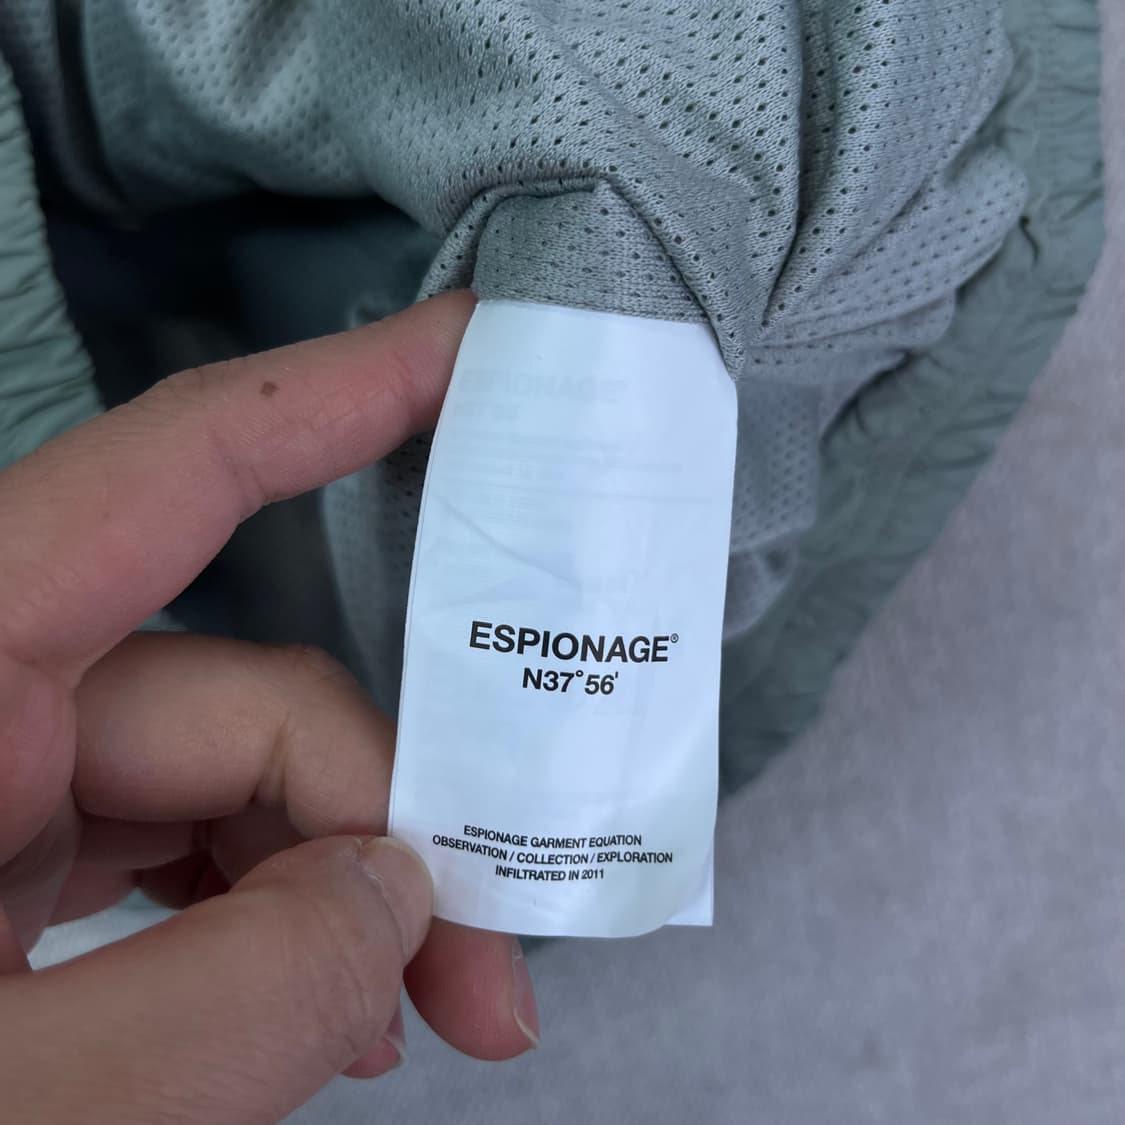 ESPIONAGE®
N37°56'
ESPIONAGE GARMENT EQUATION
OBSERVATION / COLLECTION / EXPLORATION
INFILTRATED IN 2011